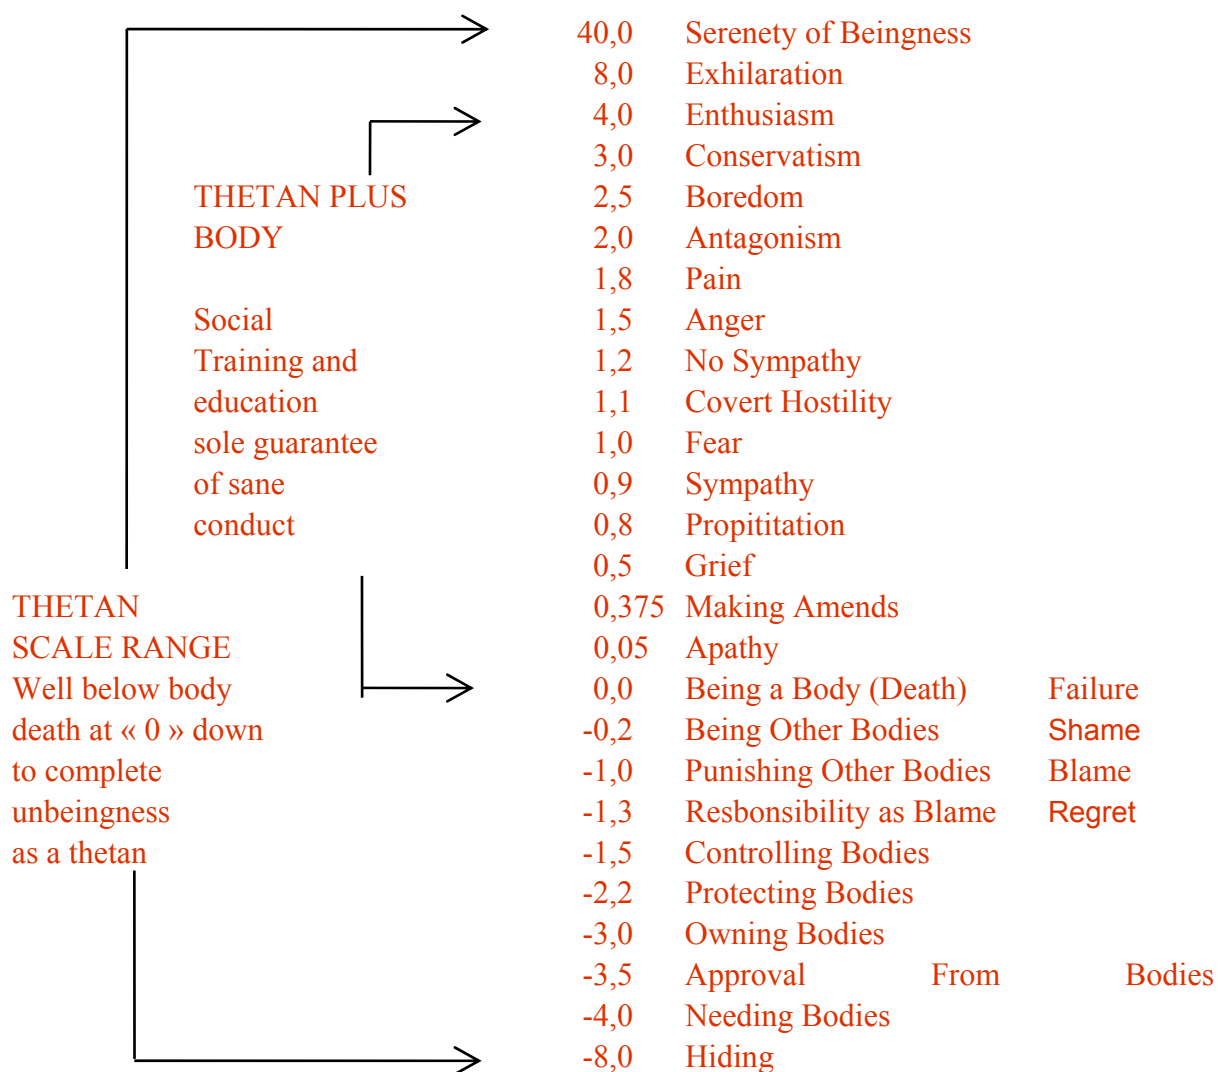 40,0 Serenety of Beingness
8,0 Exhilaration
4,0 Enthusiasm
3,0 Conservatism
THETAN PLUS 2,5 Boredom
BODY 2,0 Antagonism
1,8 Pain
Social 1,5 Anger
Training and 1,2 No Sympathy
education 1,1 Covert Hostility
sole guarantee 1,0 Fear
of sane 0,9 Sympathy
conduct 0,8 Propititation
0,5 Grief
THETAN 0,375 Making Amends
SCALE RANGE 0,05 Apathy
Well below body 0,0 Being a Body (Death) Failure
death at « 0 » down -0,2 Being Other Bodies Shame
to complete -1,0 Punishing Other Bodies Blame
unbeingness -1,3 Resbonsibility as Blame Regret
as a thetan -1,5 Controlling Bodies
-2,2 Protecting Bodies
-3,0 Owning Bodies
-3,5 Approval From Bodies
-4,0 Needing Bodies
-8,0 Hiding